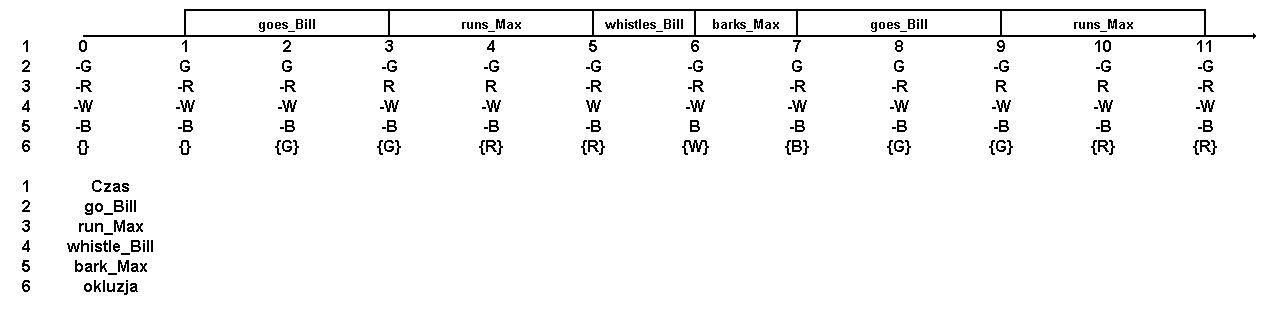 goes_Bill runs_Max whistles_Bill barks_Max goes_Bill runs_Max
1 0 1 2 3 4 5 6 7 8 9 10 11
2 -G G G -G -G -G -G G G -G -G -G
3 -R -R -R R R -R -R -R -R R R -R
4 -W -W -W -W -W W -W -W -W -W -W -W
5 -B -B -B -B -B -B B -B -B -B -B -B
6 {} {} {G} {G} {R} {R} {W} {B} {G} {G} {R} {R}
1 Czas
2 go_Bill
3 run_Max
4 whistle_Bill
5 bark_Max
6 okluzja